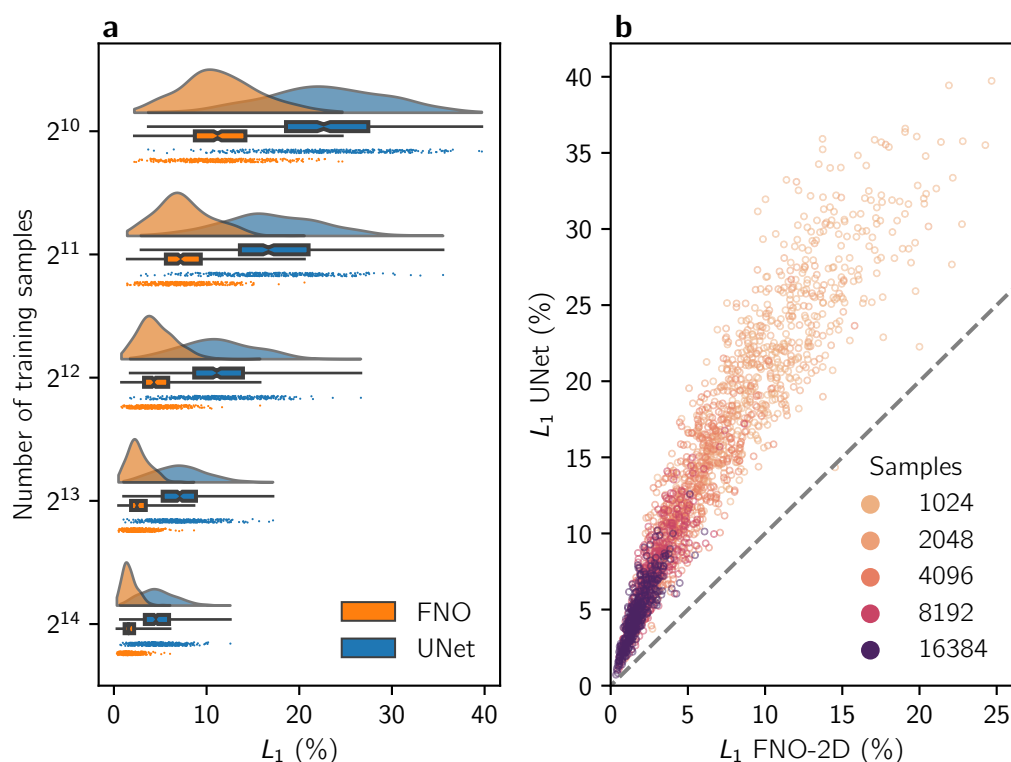 a
Number of training samples
2^10
2^11
2^12
2^13
2^14
FNO
UNet
0 10 20 30 40
L_1 (%)
b
L_1 UNet (%)
40
35
30
25
20
15
10
5
0
Samples
1024
2048
4096
8192
16384
0 5 10 15 20 25
L_1 FNO-2D (%)